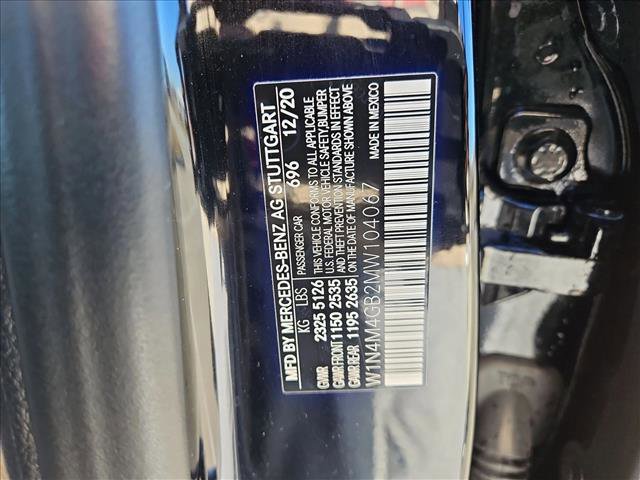 MFD BY MERCEDES-BENZ AG STUTTGART
PASSENGER CAR 696 12/20
KG LBS THIS VEHICLE CONFORMS TO ALL APPLICABLE
GVWR 2325 5126 U.S. FEDERAL MOTOR VEHICLE SAFETY, BUMPER
GAWR FRONT 1150 2535 AND THEFT PREVENTION STANDARDS IN EFFECT
GAWR REAR 1195 2635 ON THE DATE OF MANUFACTURE SHOWN ABOVE
W1N4M4GB2MW104067 MADE IN MEXICO